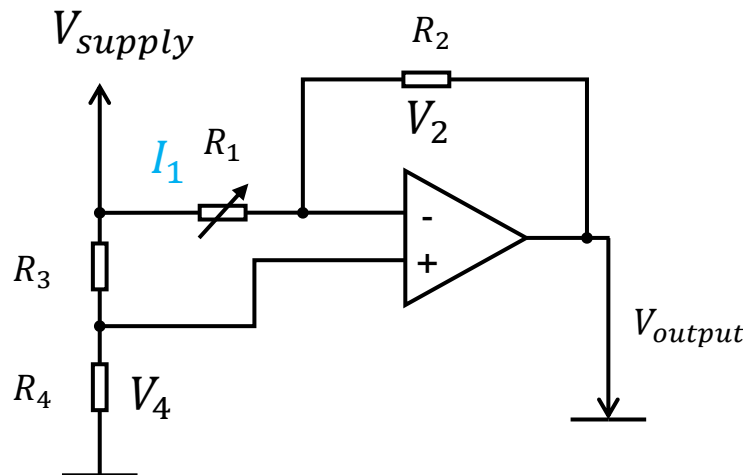 V_supply
R_2
V_2
I_1
R_1
-
+
R_3
V_output
R_4
V_4